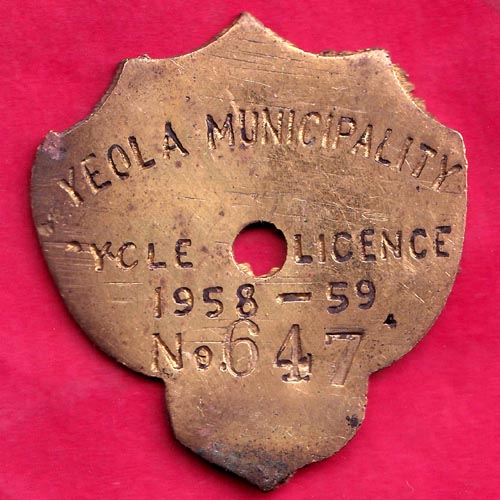 YEOLA MUNICIPALITY
CYCLE LICENCE
1958-59
No. 647